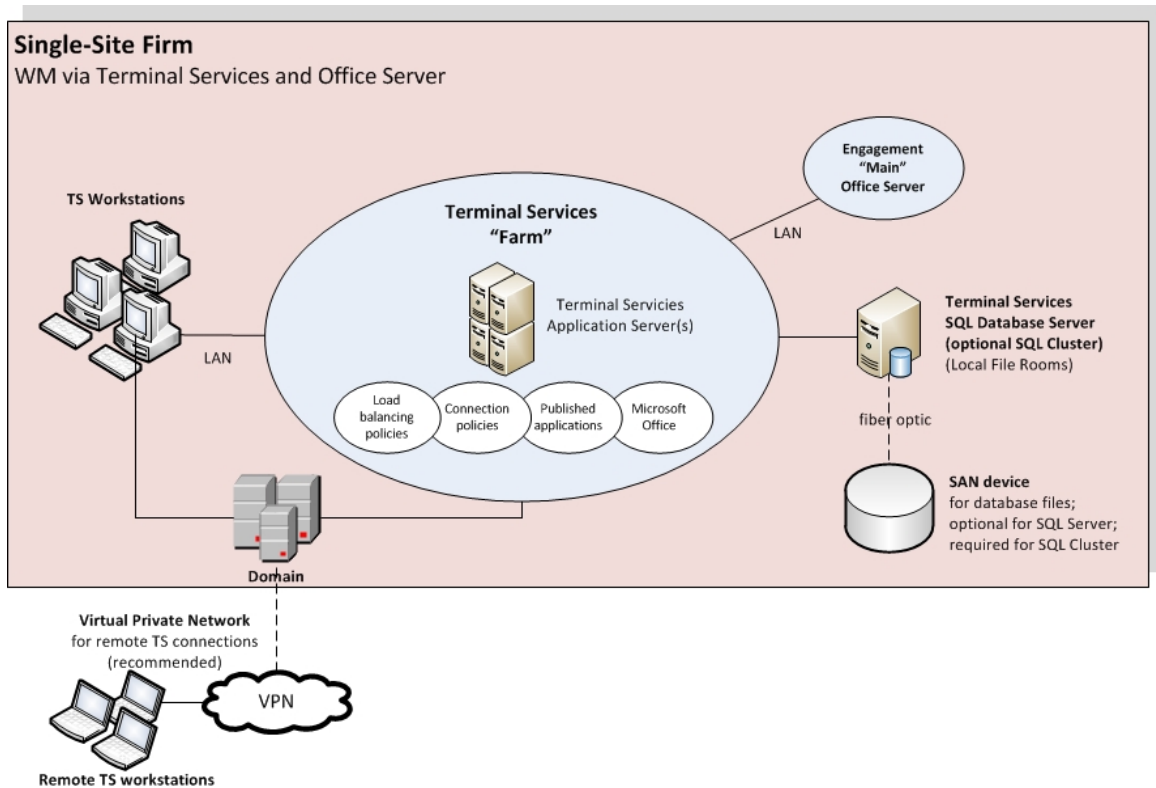 Single-Site Firm
WM via Terminal Services and Office Server
Engagement
“Main”
Office Server
TS Workstations
Terminal Services
“Farm”
LAN
Terminal Servicies
Application Server(s)
Terminal Services
SQL Database Server
(optional SQL Cluster)
(Local File Rooms)
LAN
Load
balancing
policies
Connection
policies
Published
applications
Microsoft
Office
fiber optic
SAN device
for database files;
optional for SQL Server;
required for SQL Cluster
Domain
Virtual Private Network
for remote TS connections
(recommended)
VPN
Remote TS workstations